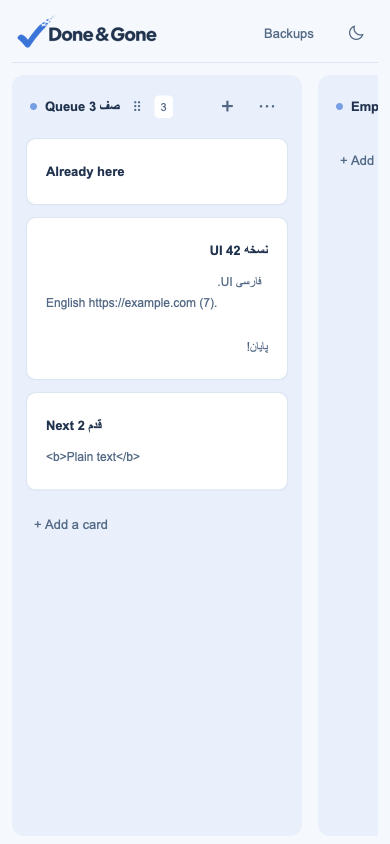 Done & Gone
Backups
Queue 3 صف
3
+
...
Already here
نسخه 42 UI
فارسی UI.
English https://example.com (7).
پایان!
Next 2 قدم
<b>Plain text</b>
+ Add a card
Emp
+ Add